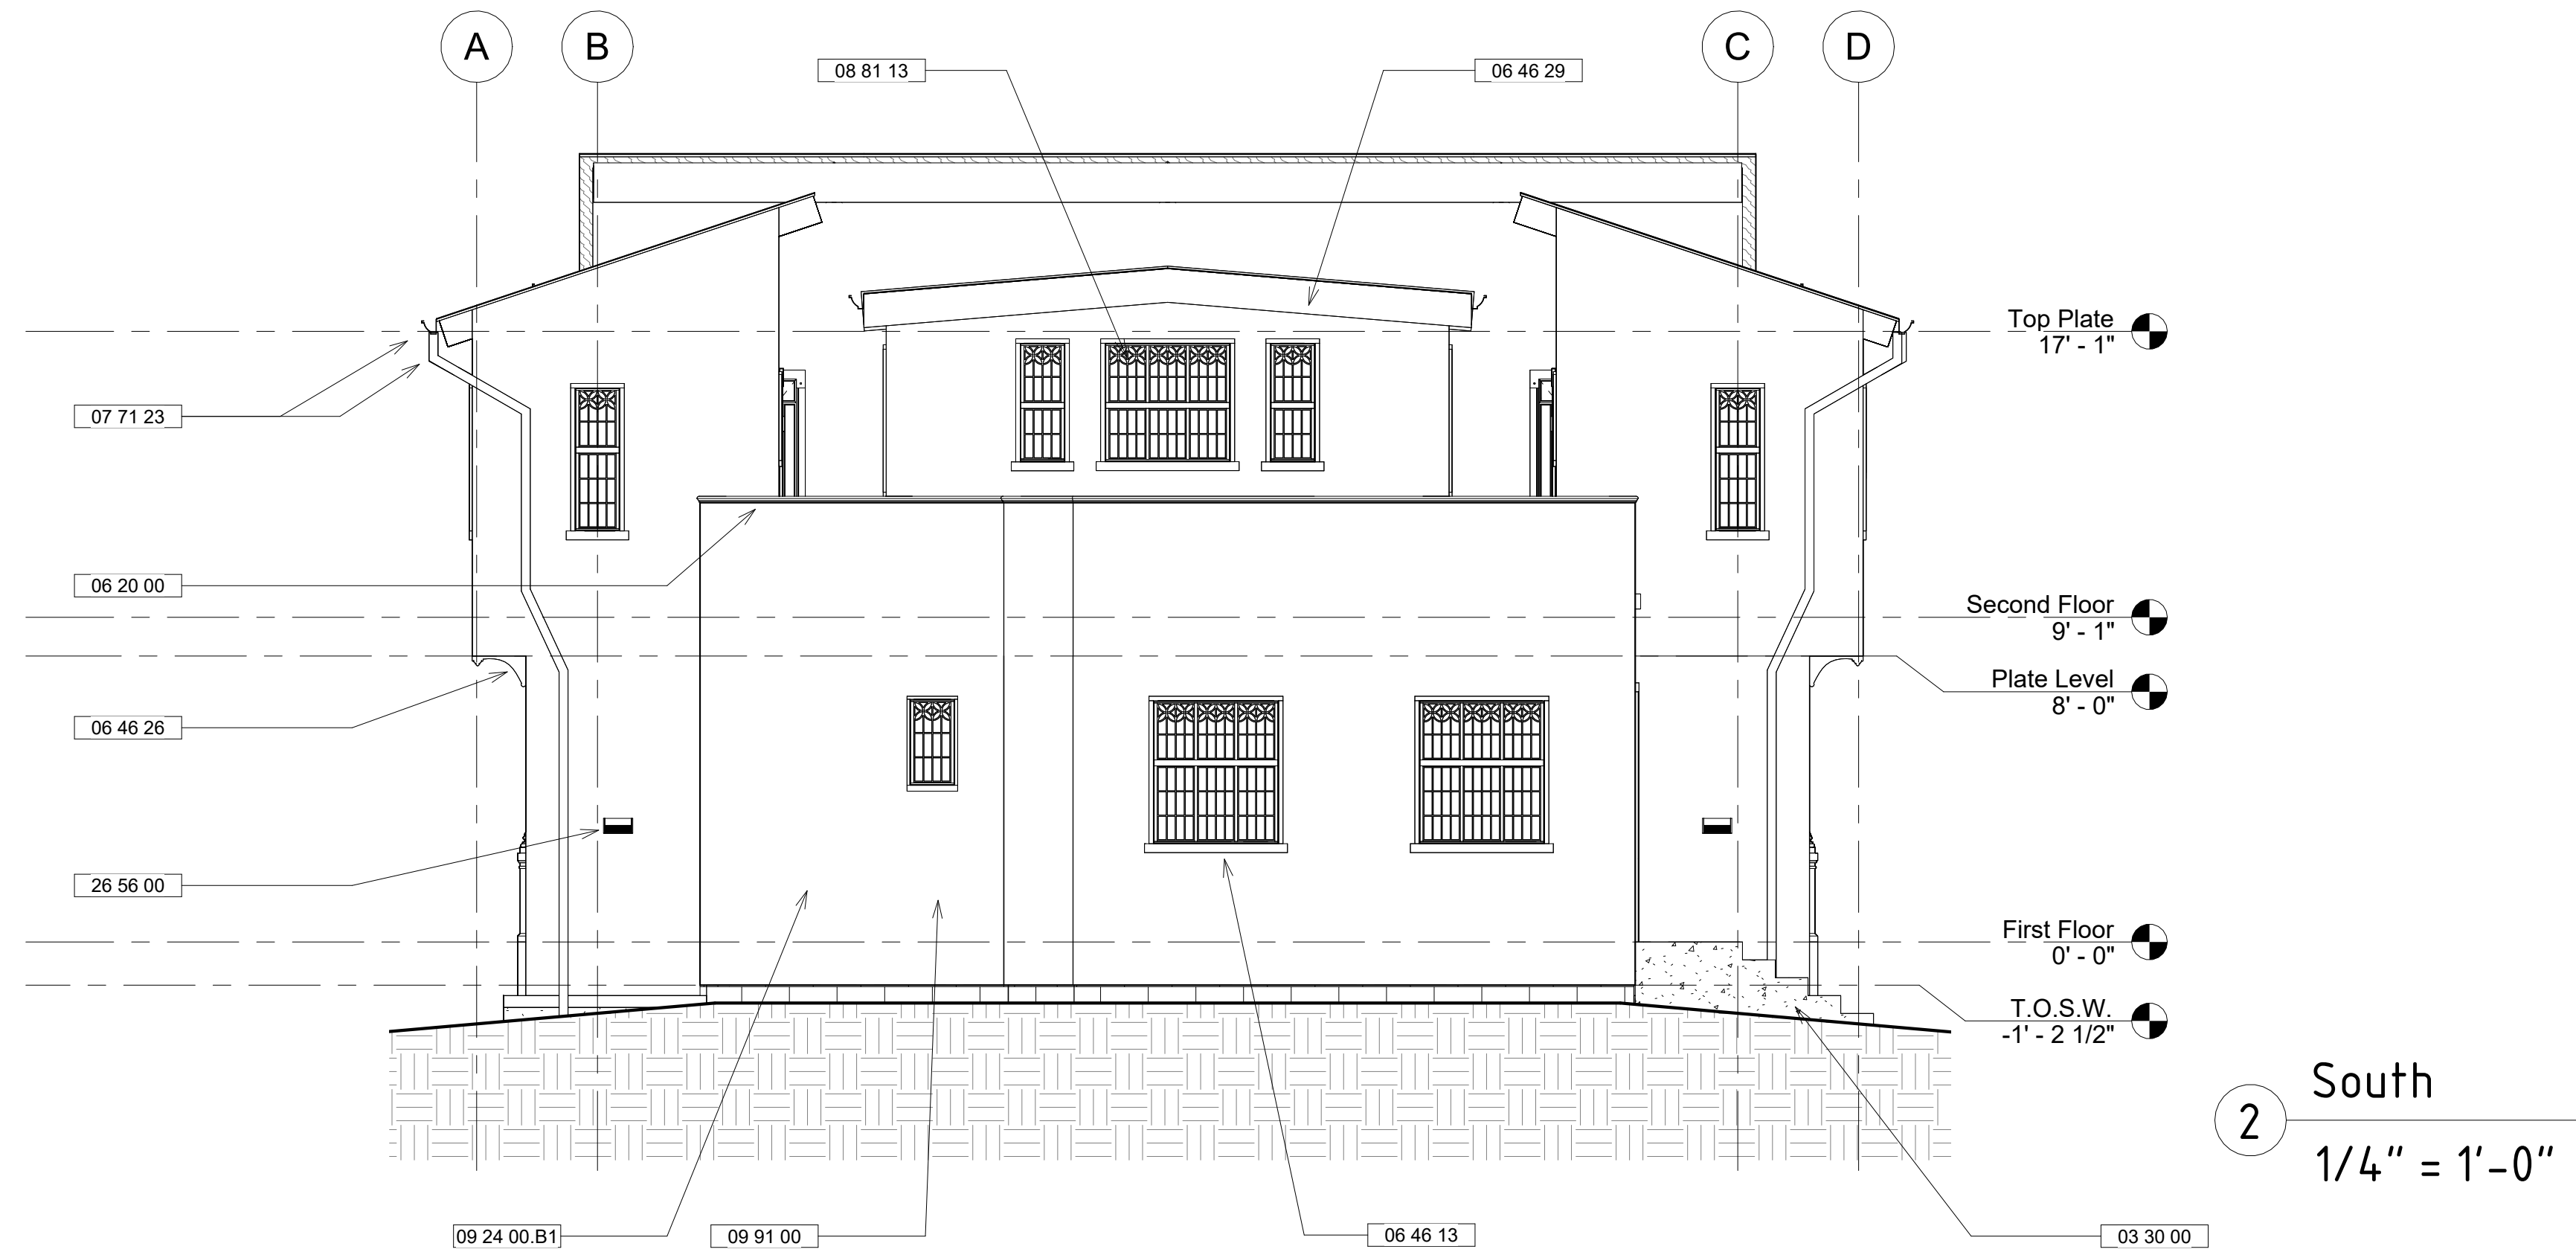 A
B
C
D
08 81 13
06 46 29
Top Plate
17' - 1"
07 71 23
06 20 00
Second Floor
9' - 1"
Plate Level
8' - 0"
06 46 26
26 56 00
First Floor
0' - 0"
T.O.S.W.
-1' - 2 1/2"
South
2
1/4" = 1'-0"
09 24 00.B1
09 91 00
06 46 13
03 30 00